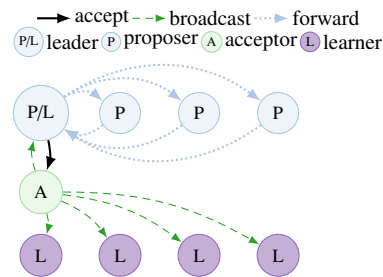 accept broadcast forward
P/L leader P proposer A acceptor L learner
P/L P P P
A
L L L L